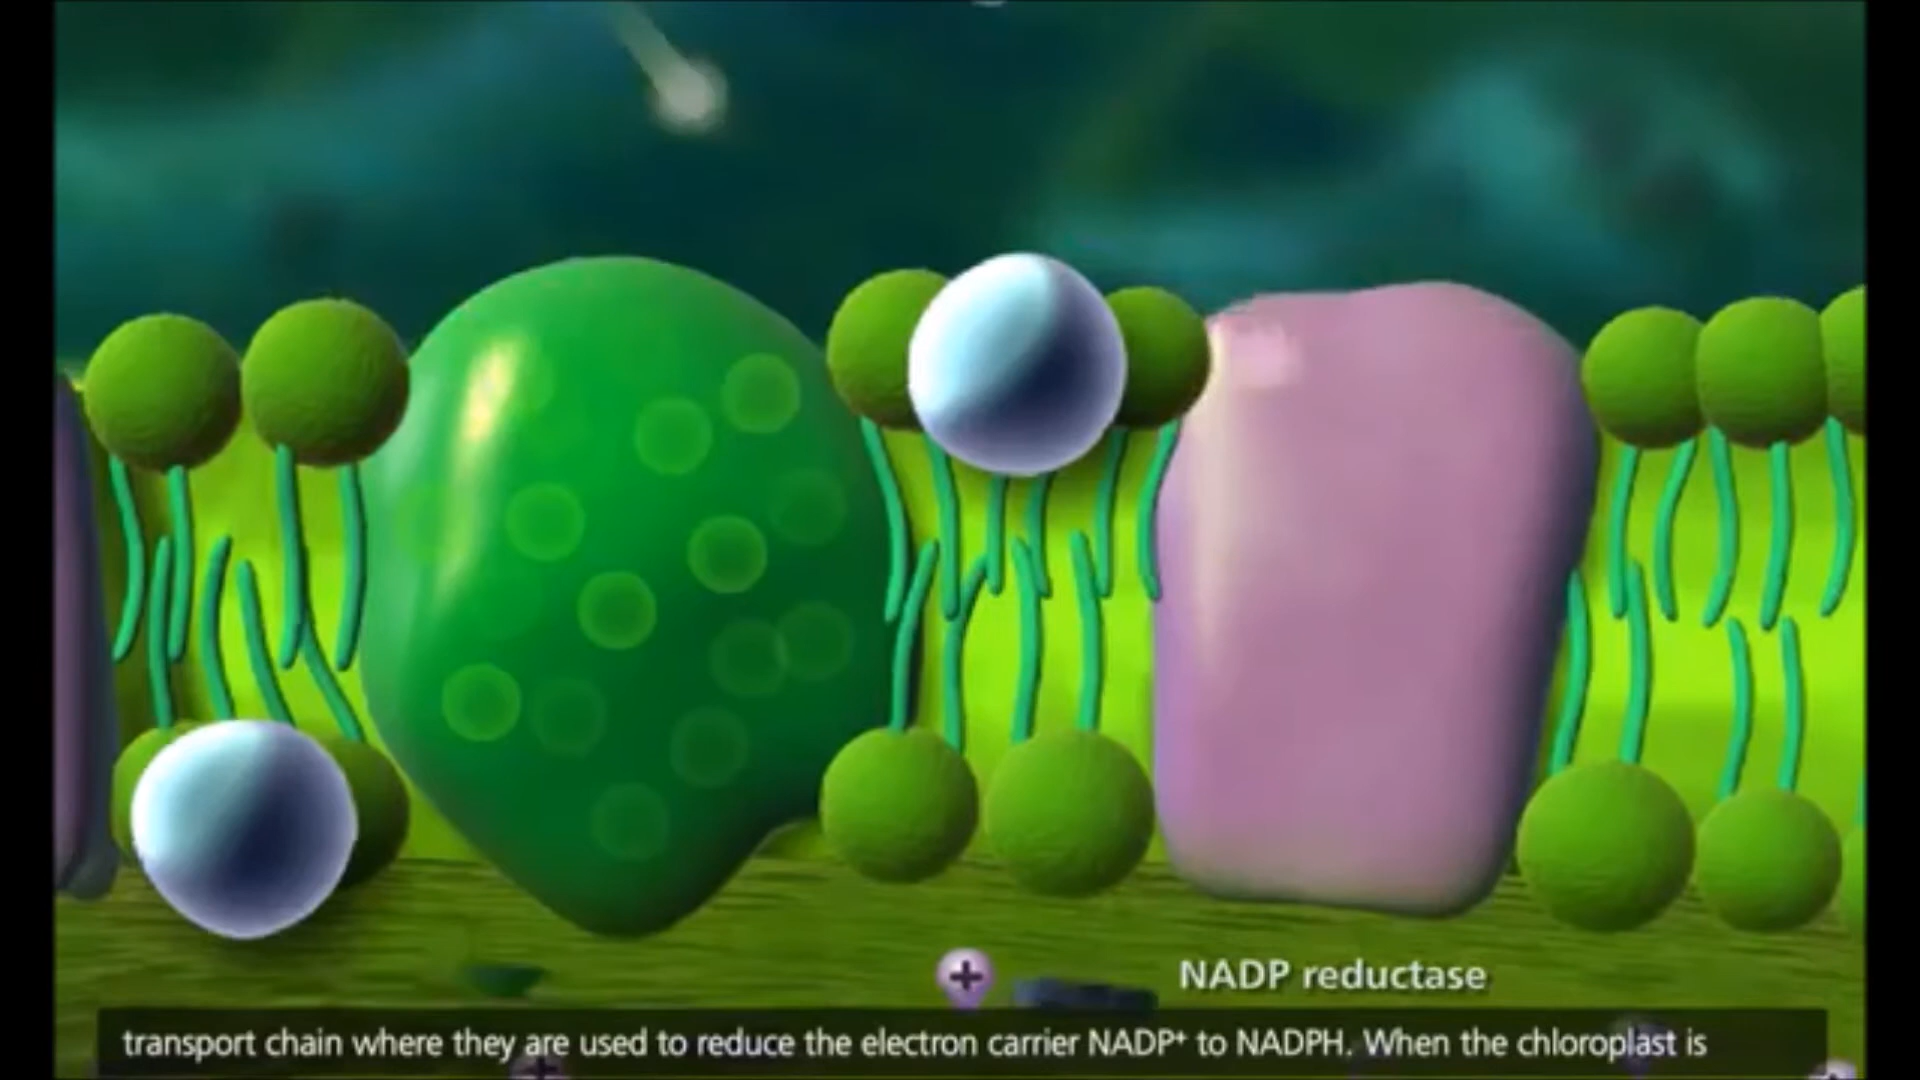 NADP reductase
transport chain where they are used to reduce the electron carrier NADP⁺ to NADPH. When the chloroplast is